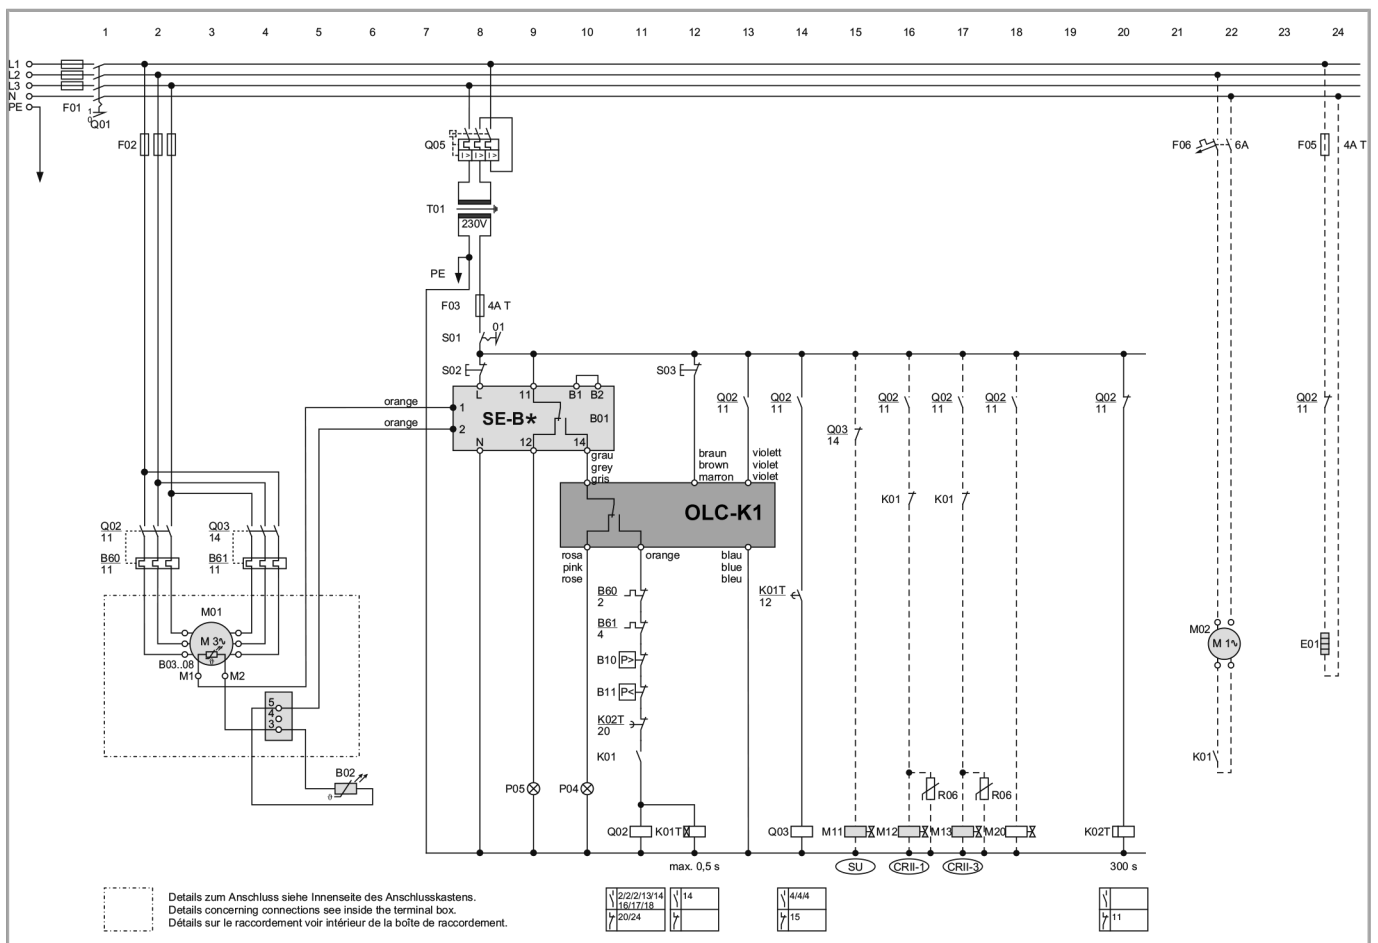 1 2 3 4 5 6 7 8 9 10 11 12 13 14 15 16 17 18 19 20 21 22 23 24
L1
L2
L3
N
PE
F01
1
0
Q01
F02
Q05
I> I> I>
F06
6A
F05
4A T
T01
230V
PE
F03
4A T
S01
01
S02
S03
L
11
B1
B2
orange
1
SE-B*
B01
orange
2
N
12
14
Q02
11
Q02
11
Q02
11
Q02
11
Q02
11
Q02
11
Q02
11
Q03
14
grau
grey
gris
braun
brown
marron
violett
violet
violet
OLC-K1
K01
K01
Q02
11
Q03
14
B60
11
B61
11
rosa
pink
rose
orange
blau
blue
bleu
B60
2
K01T
12
B61
4
M01
M 3∿
ϑ
B03..08
M1
M2
B10
P>
B11
P<
M02
M 1∿
E01
5
4
3
K02T
20
K01
K01
B02
ϑ
P05
P04
R06
R06
Q02
K01T
Q03
M11
M12
M13
M20
K02T
max. 0,5 s
SU
CRII-1
CRII-3
300 s
Details zum Anschluss siehe Innenseite des Anschlusskastens.
Details concerning connections see inside the terminal box.
Détails sur le raccordement voir intérieur de la boîte de raccordement.
2/2/2/13/14
16/17/18
20/24
14
4/4/4
15
11